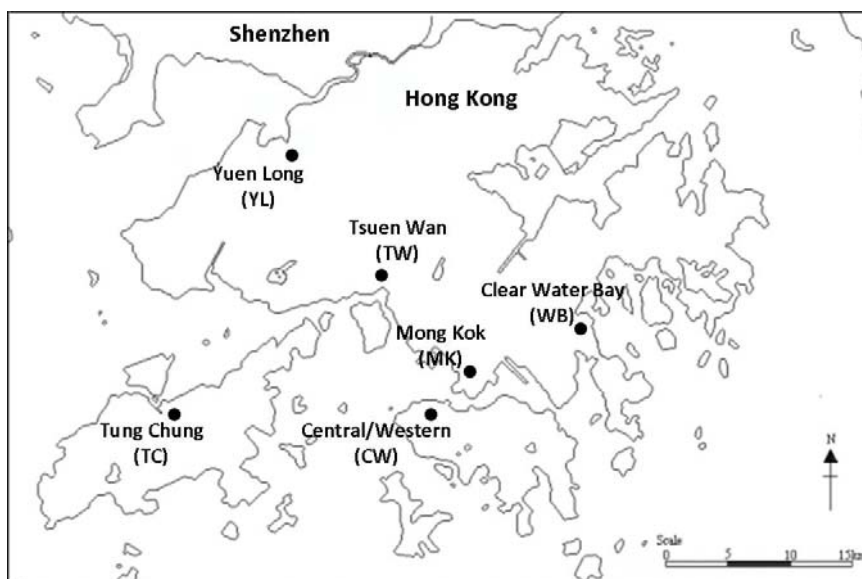 Shenzhen
Hong Kong
Yuen Long
(YL)
Tsuen Wan
(TW)
Clear Water Bay
(WB)
Mong Kok
(MK)
Tung Chung
(TC)
Central/Western
(CW)
N
Scale
0 5 10 15km